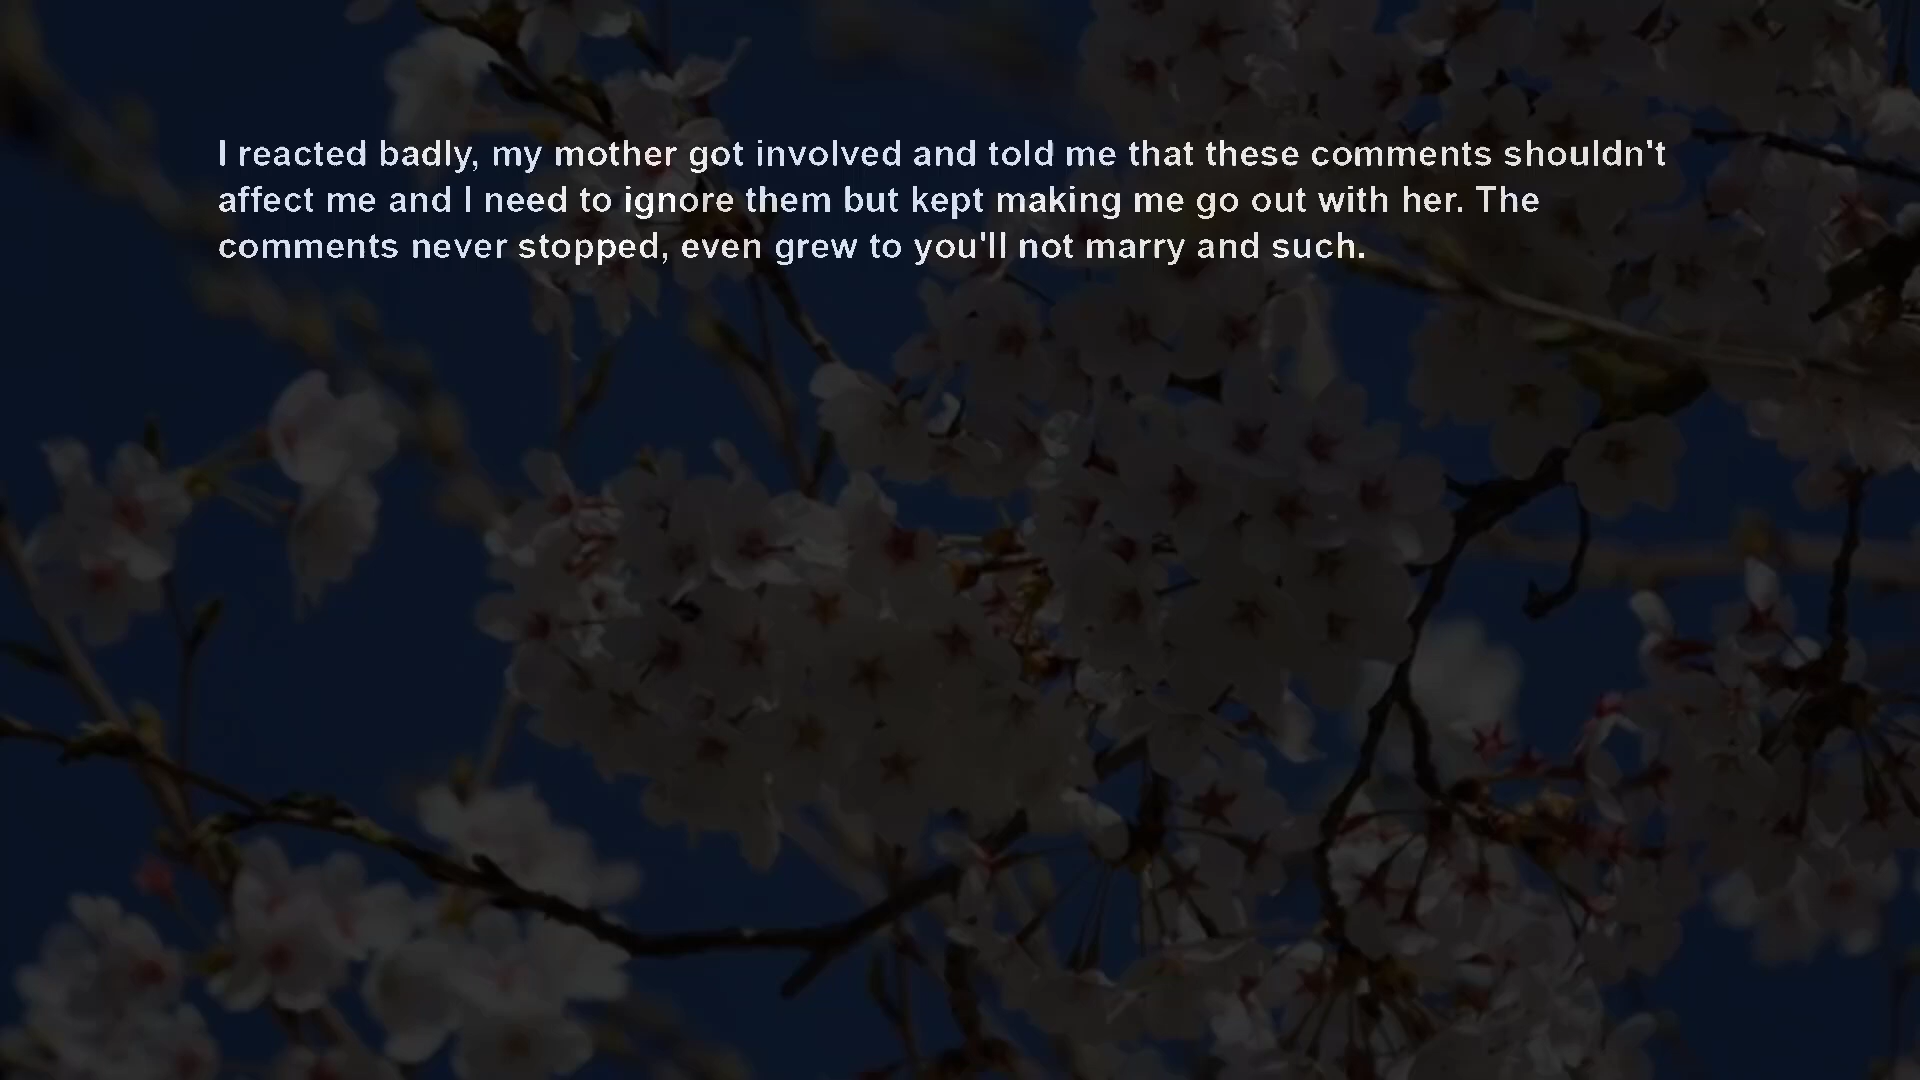 I reacted badly, my mother got involved and told me that these comments shouldn't
affect me and I need to ignore them but kept making me go out with her. The
comments never stopped, even grew to you'll not marry and such.